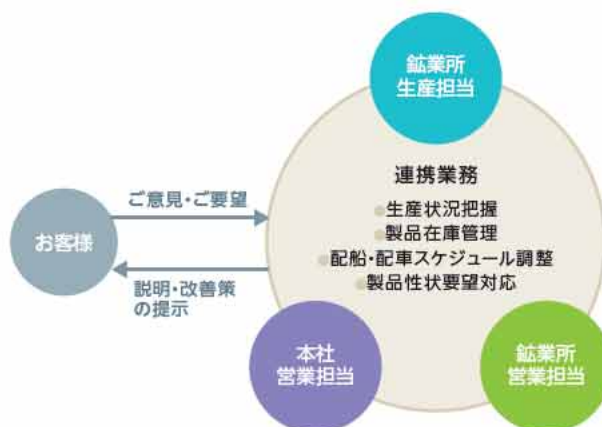 鉱業所
生産担当
連携業務
生産状況把握
製品在庫管理
配船・配車スケジュール調整
製品性状要望対応
ご意見・ご要望
お客様
説明・改善策
の提示
本社
営業担当
鉱業所
営業担当